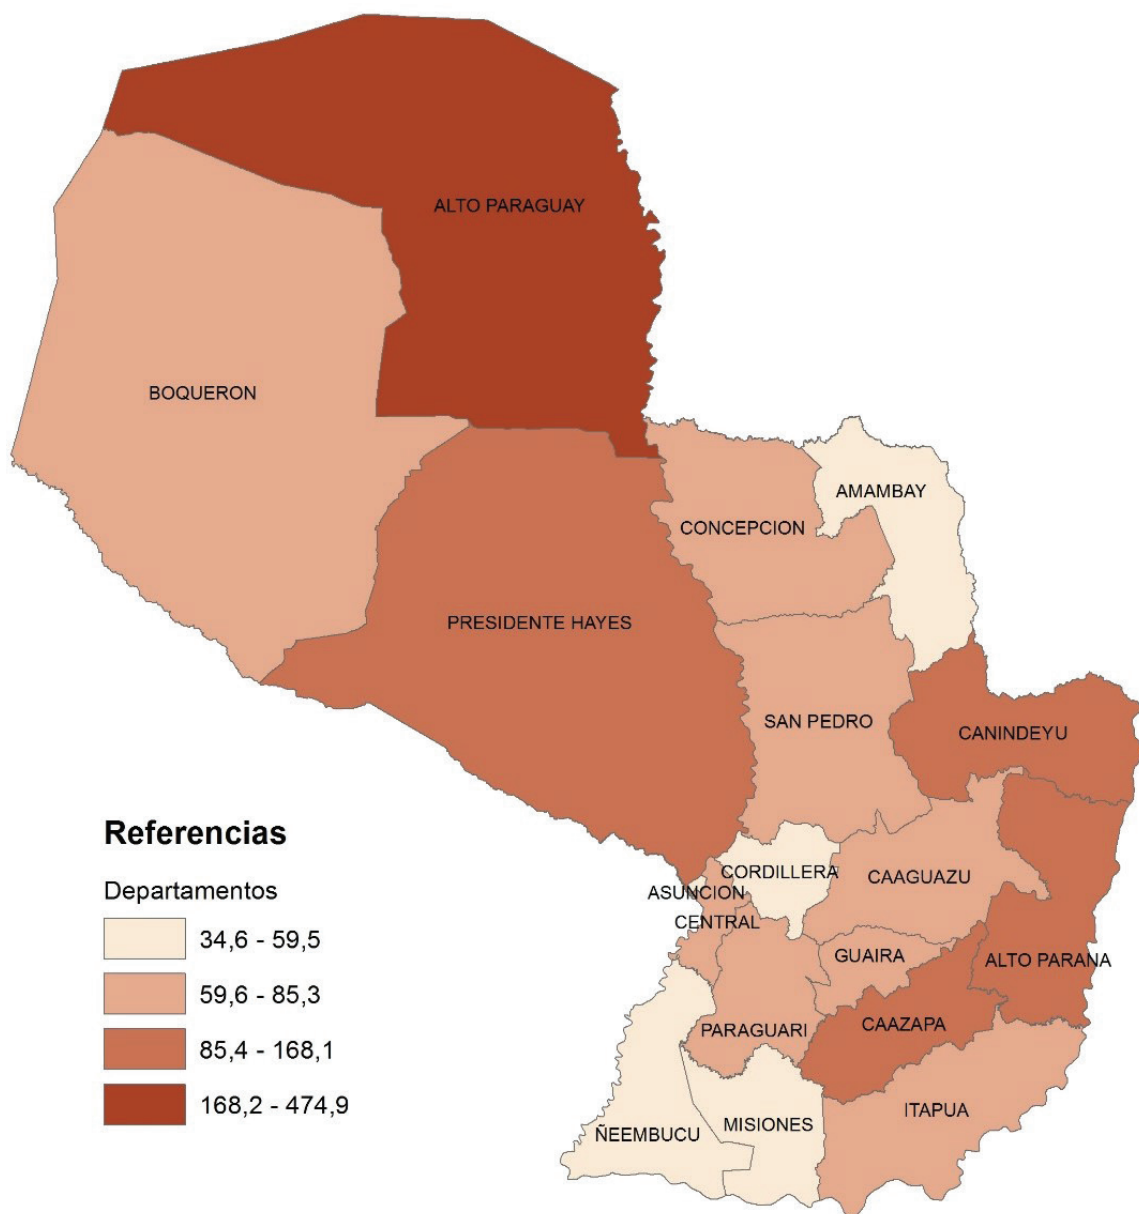 ALTO PARAGUAY
BOQUERON
AMAMBAY
CONCEPCION
PRESIDENTE HAYES
SAN PEDRO
CANINDEYU
CORDILLERA
CAAGUAZU
ASUNCION
CENTRAL
GUAIRA
ALTO PARANA
PARAGUARI
CAAZAPA
ITAPUA
MISIONES
ÑEEMBUCU
Referencias
Departamentos
34,6 - 59,5
59,6 - 85,3
85,4 - 168,1
168,2 - 474,9